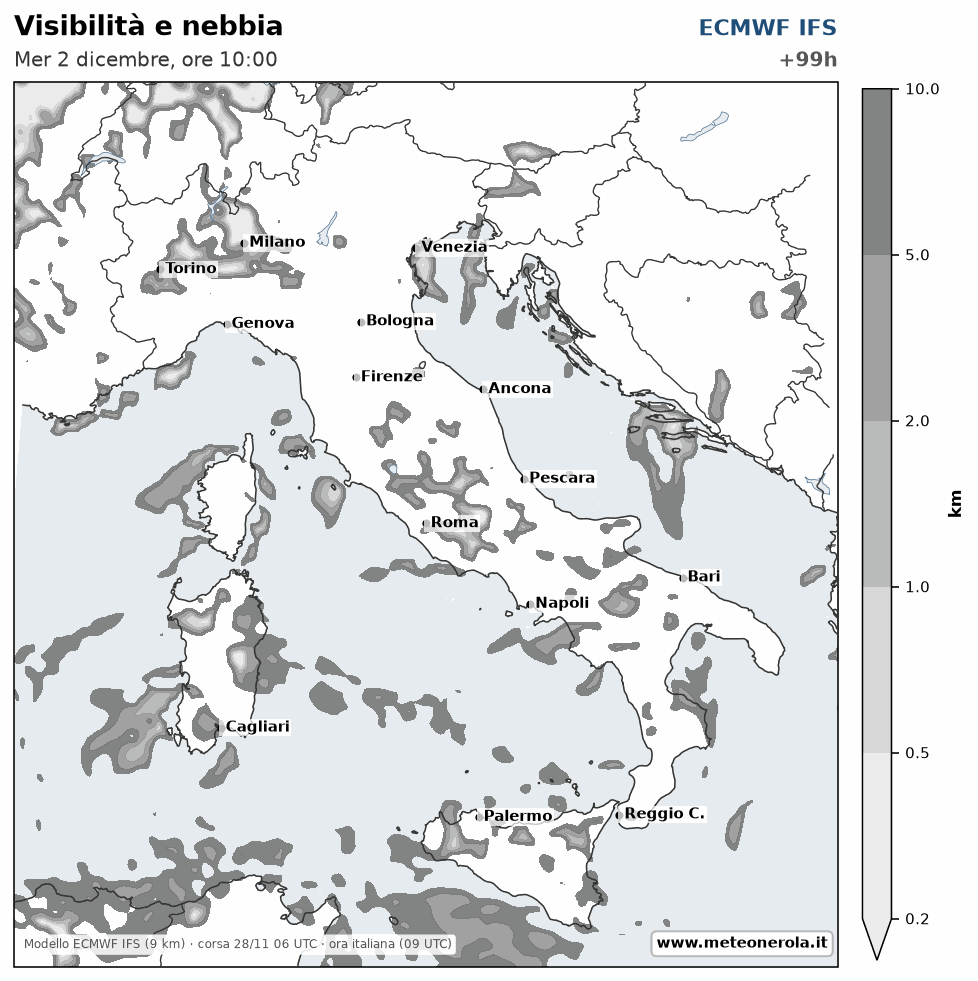 Visibilità e nebbia
ECMWF IFS
Mer 2 dicembre, ore 10:00
+99h
10.0
5.0
2.0
1.0
0.5
0.2
km
Milano
Venezia
Torino
Bologna
Genova
Firenze
Ancona
Pescara
Roma
Bari
Napoli
Cagliari
Palermo
Reggio C.
Modello ECMWF IFS (9 km) · corsa 28/11 06 UTC · ora italiana (09 UTC)
www.meteonerola.it